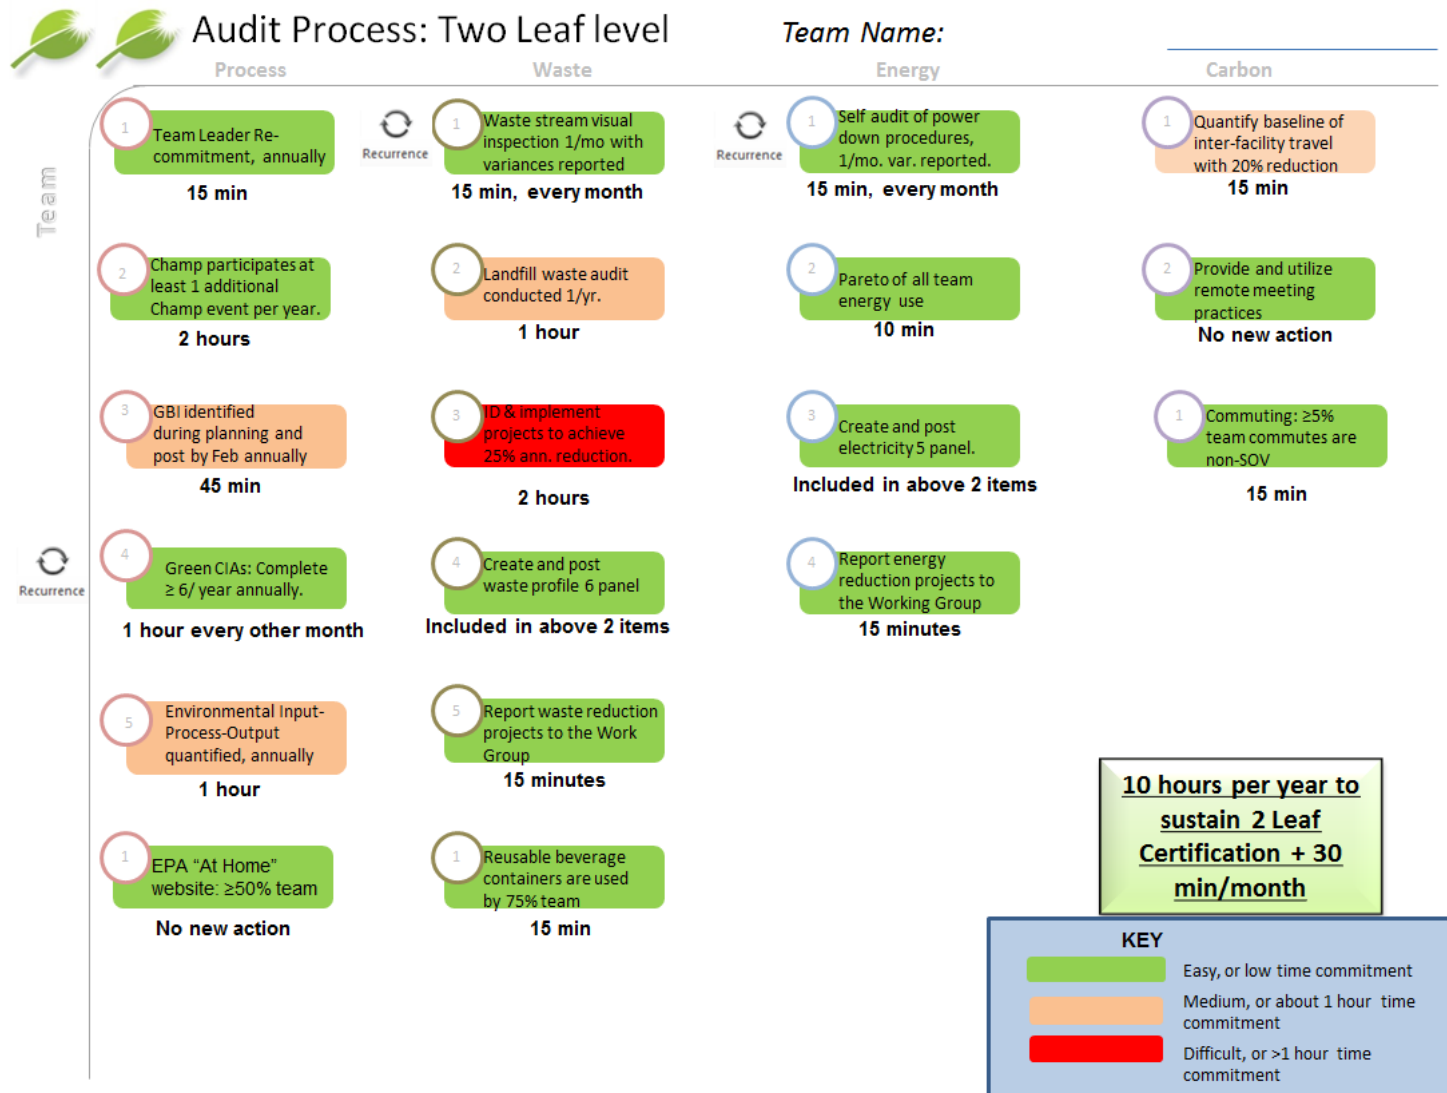 Audit Process: Two Leaf level
Team Name:
Process
Waste
Energy
Carbon
Team
1
Team Leader Re-
commitment, annually
15 min
2
Champ participates at
least 1 additional
Champ event per year.
2 hours
3
GBI identified
during planning and
post by Feb annually
45 min
Recurrence
4
Green CIAs: Complete
≥ 6/ year annually.
1 hour every other month
5
Environmental Input-
Process-Output
quantified, annually
1 hour
1
EPA “At Home”
website: ≥50% team
No new action
Recurrence
1
Waste stream visual
inspection 1/mo with
variances reported
15 min, every month
2
Landfill waste audit
conducted 1/yr.
1 hour
3
ID & implement
projects to achieve
25% ann. reduction.
2 hours
4
Create and post
waste profile 6 panel
Included in above 2 items
5
Report waste reduction
projects to the Work
Group
15 minutes
1
Reusable beverage
containers are used
by 75% team
15 min
Recurrence
1
Self audit of power
down procedures,
1/mo. var. reported.
15 min, every month
2
Pareto of all team
energy use
10 min
3
Create and post
electricity 5 panel.
Included in above 2 items
4
Report energy
reduction projects to
the Working Group
15 minutes
1
Quantify baseline of
inter-facility travel
with 20% reduction
15 min
2
Provide and utilize
remote meeting
practices
No new action
1
Commuting: ≥5%
team commutes are
non-SOV
15 min
10 hours per year to
sustain 2 Leaf
Certification + 30
min/month
KEY
Easy, or low time commitment
Medium, or about 1 hour time
commitment
Difficult, or >1 hour time
commitment